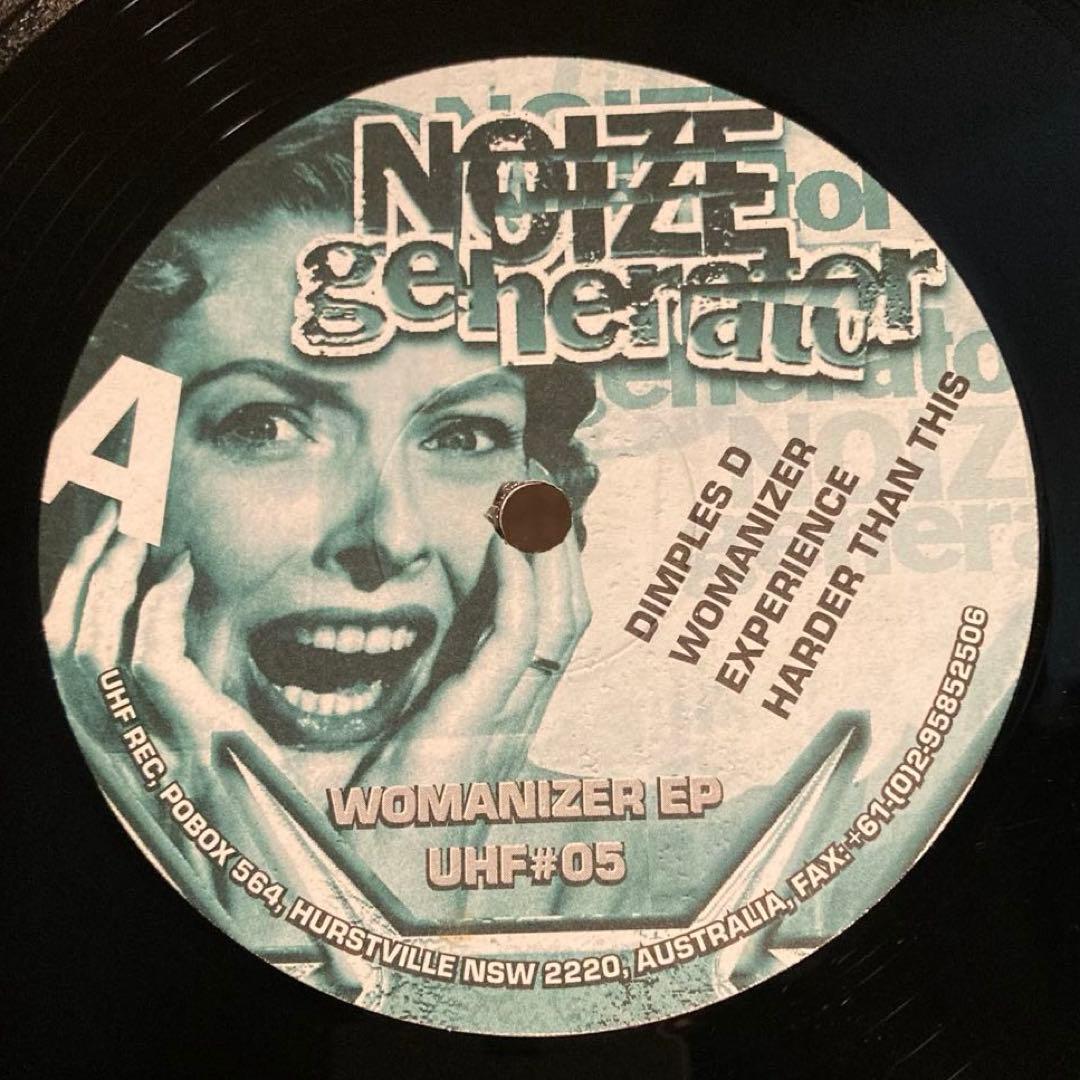 NOIZE
generator
A
DIMPLES D
WOMANIZER
EXPERIENCE
HARDER THAN THIS
WOMANIZER EP
UHF#05
UHF REC, POBOX 564, HURSTVILLE NSW 2220, AUSTRALIA, FAX: +61-(0)2-95852506